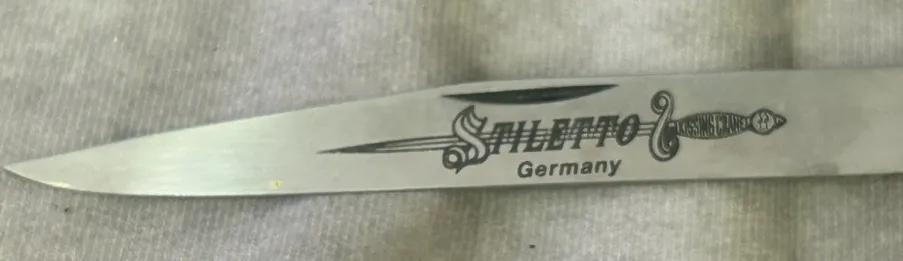 STILETTO
KISSING CRANE
Germany